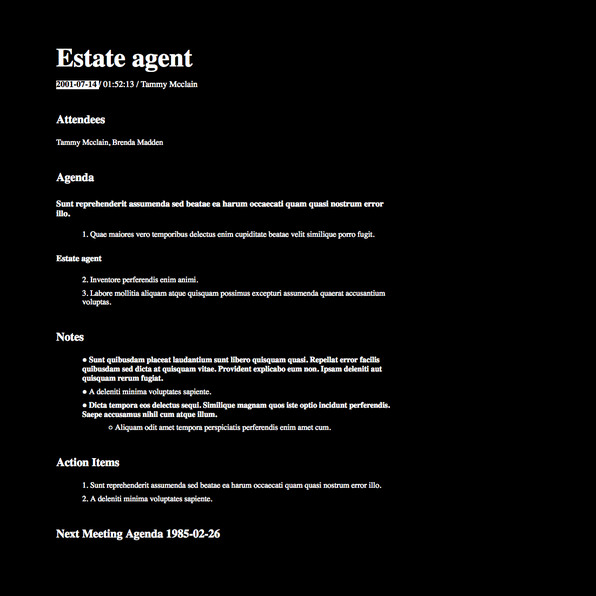 Estate agent
2001-07-14 / 01:52:13 / Tammy Mcclain
Attendees
Tammy Mcclain, Brenda Madden
Agenda
Sunt reprehenderit assumenda sed beatae ea harum occaecati quam quasi nostrum error
illo.
1. Quae maiores vero temporibus delectus enim cupiditate beatae velit similique porro fugit.
Estate agent
2. Inventore perferendis enim animi.
3. Labore mollitia aliquam atque quisquam possimus excepturi assumenda quaerat accusantium
voluptas.
Notes
● Sunt quibusdam placeat laudantium sunt libero quisquam quasi. Repellat error facilis
quibusdam sed dicta at quisquam vitae. Provident explicabo eum non. Ipsam deleniti aut
quisquam rerum fugiat.
● A deleniti minima voluptates sapiente.
● Dicta tempora eos delectus sequi. Similique magnam quos iste optio incidunt perferendis.
Saepe accusamus nihil cum atque illum.
○ Aliquam odit amet tempora perspiciatis perferendis enim amet cum.
Action Items
1. Sunt reprehenderit assumenda sed beatae ea harum occaecati quam quasi nostrum error illo.
2. A deleniti minima voluptates sapiente.
Next Meeting Agenda 1985-02-26